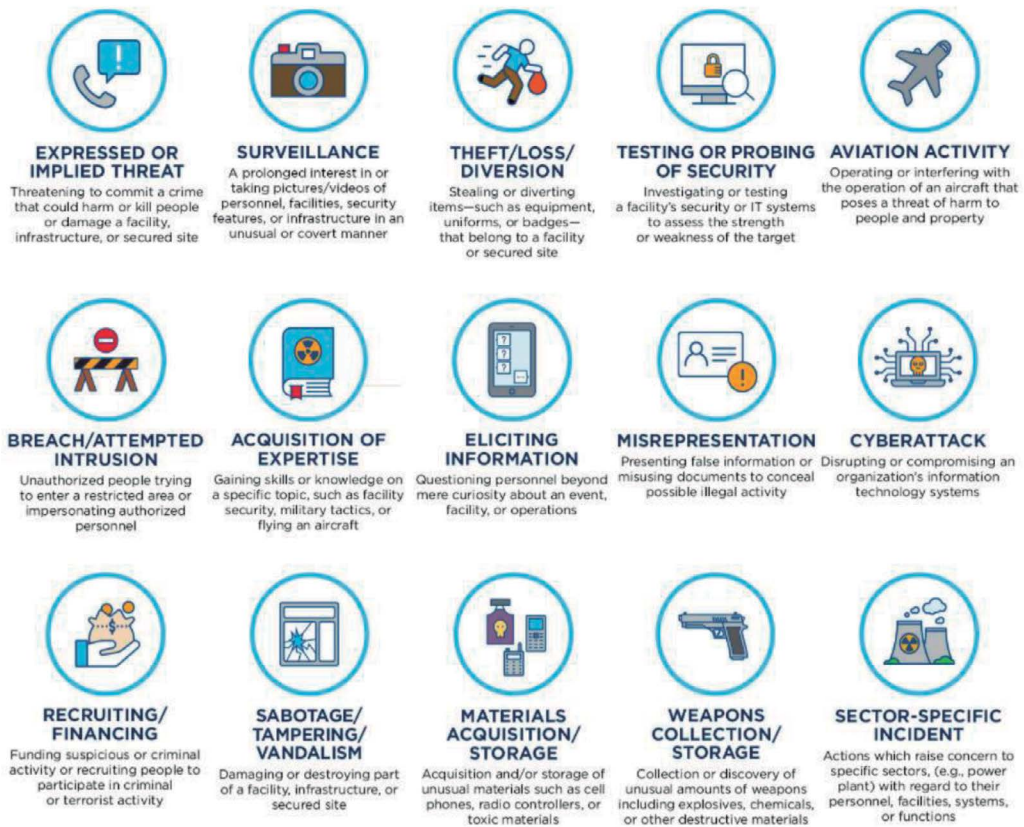 EXPRESSED OR
IMPLIED THREAT
Threatening to commit a crime
that could harm or kill people
or damage a facility,
infrastructure, or secured site
SURVEILLANCE
A prolonged interest in or
taking pictures/videos of
personnel, facilities, security
features, or infrastructure in an
unusual or covert manner
THEFT/LOSS/
DIVERSION
Stealing or diverting
items—such as equipment,
uniforms, or badges—
that belong to a facility
or secured site
TESTING OR PROBING
OF SECURITY
Investigating or testing
a facility's security or IT systems
to assess the strength
or weakness of the target
AVIATION ACTIVITY
Operating or interfering with
the operation of an aircraft that
poses a threat of harm to
people and property
BREACH/ATTEMPTED
INTRUSION
Unauthorized people trying
to enter a restricted area or
impersonating authorized
personnel
ACQUISITION OF
EXPERTISE
Gaining skills or knowledge on
a specific topic, such as facility
security, military tactics, or
flying an aircraft
ELICITING
INFORMATION
Questioning personnel beyond
mere curiosity about an event,
facility, or operations
MISREPRESENTATION
Presenting false information or
misusing documents to conceal
possible illegal activity
CYBERATTACK
Disrupting or compromising an
organization's information
technology systems
RECRUITING/
FINANCING
Funding suspicious or criminal
activity or recruiting people to
participate in criminal
or terrorist activity
SABOTAGE/
TAMPERING/
VANDALISM
Damaging or destroying part
of a facility, infrastructure, or
secured site
MATERIALS
ACQUISITION/
STORAGE
Acquisition and/or storage of
unusual materials such as cell
phones, radio controllers, or
toxic materials
WEAPONS
COLLECTION/
STORAGE
Collection or discovery of
unusual amounts of weapons
including explosives, chemicals,
or other destructive materials
SECTOR-SPECIFIC
INCIDENT
Actions which raise concern to
specific sectors, (e.g., power
plant) with regard to their
personnel, facilities, systems,
or functions